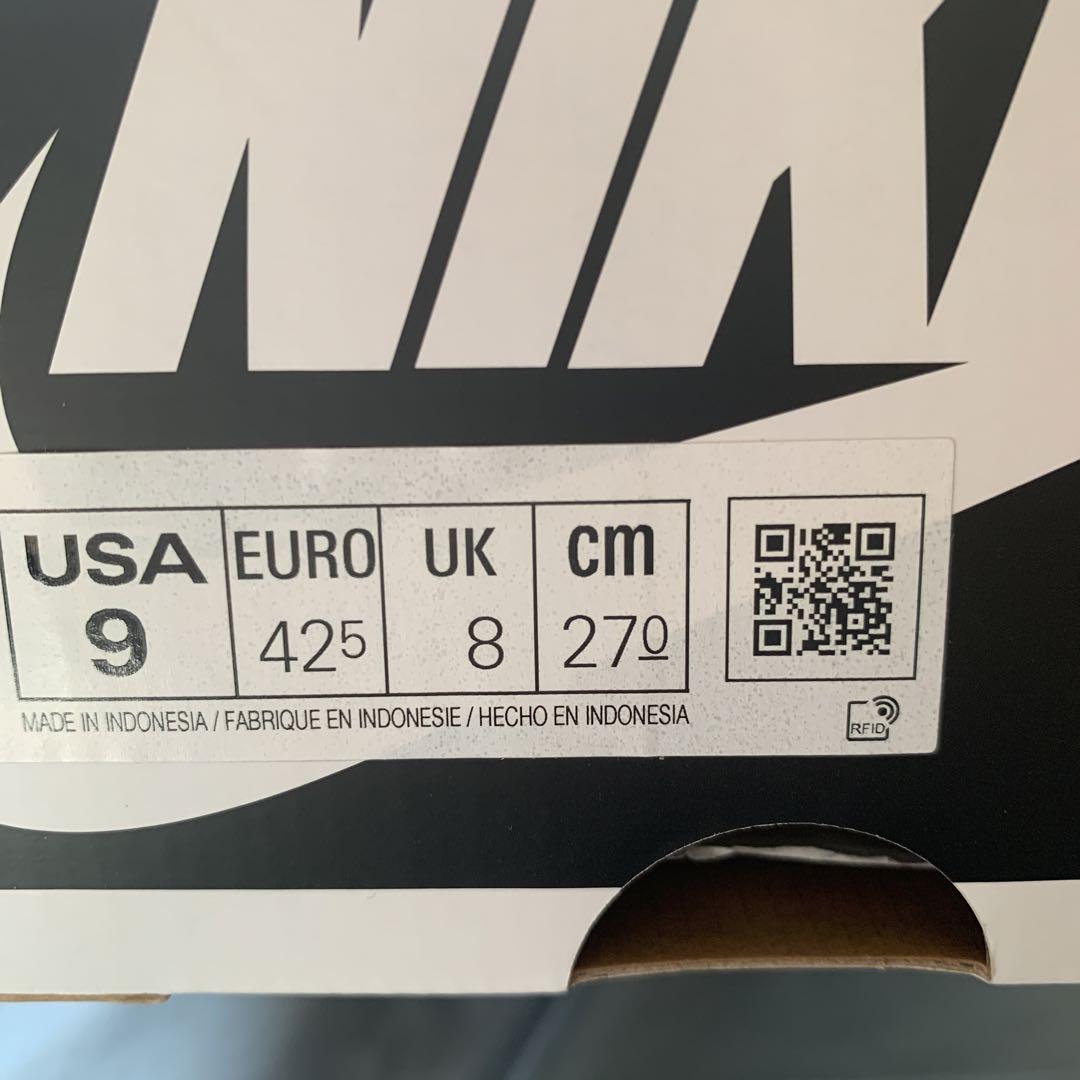 NIK
USA EURO UK cm
9 42.5 8 27.0
MADE IN INDONESIA / FABRIQUE EN INDONESIE / HECHO EN INDONESIA
RFID